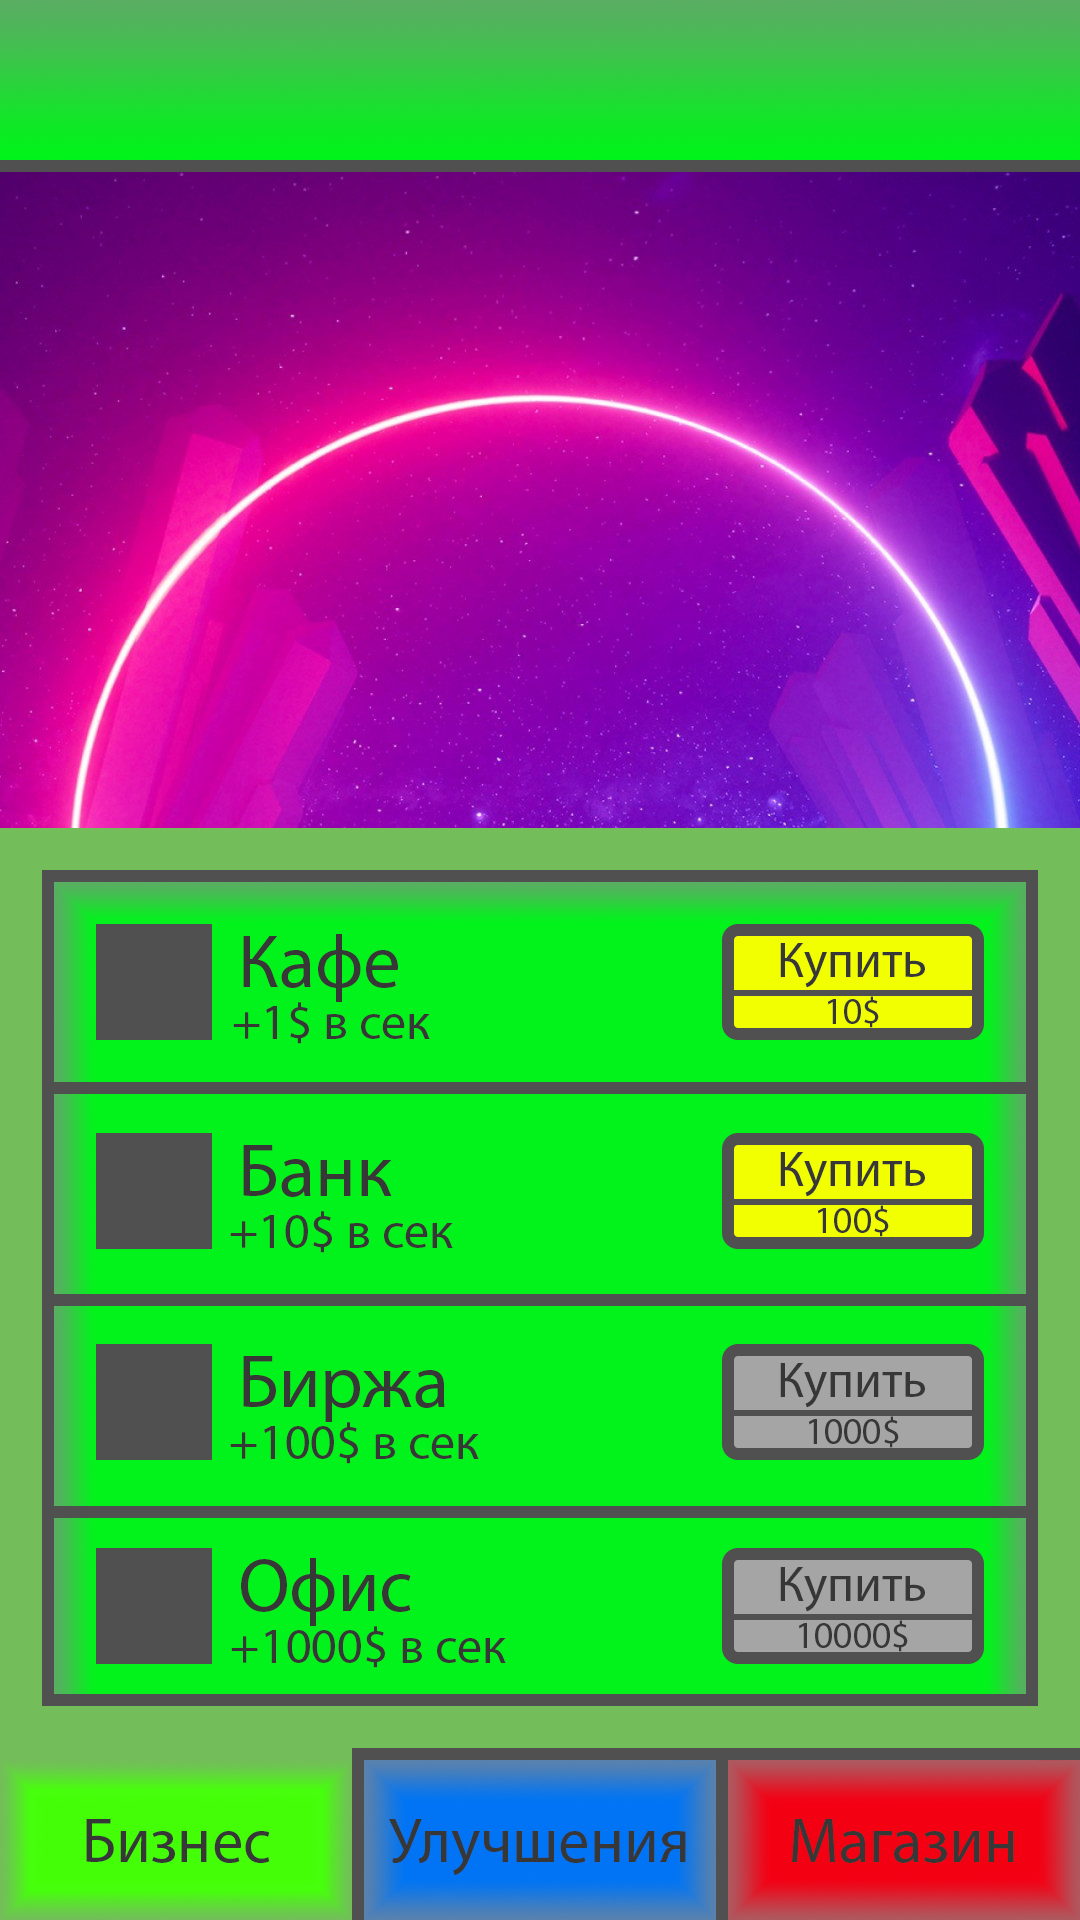 Кафе
+1$ в сек
Купить
10$
Банк
+10$ в сек
Купить
100$
Биржа
+100$ в сек
Купить
1000$
Офис
+1000$ в сек
Купить
10000$
Бизнес
Улучшения
Магазин